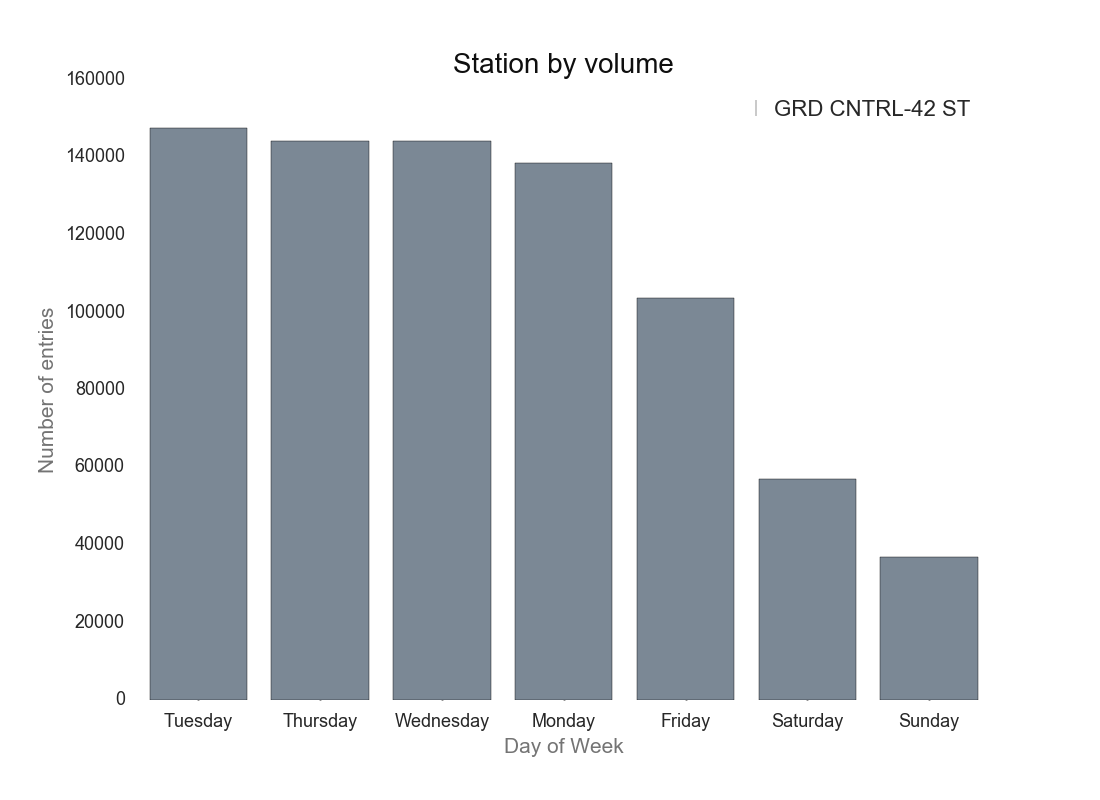 Station by volume
GRD CNTRL-42 ST
160000
140000
120000
100000
80000
60000
40000
20000
0
Number of entries
Tuesday Thursday Wednesday Monday Friday Saturday Sunday
Day of Week